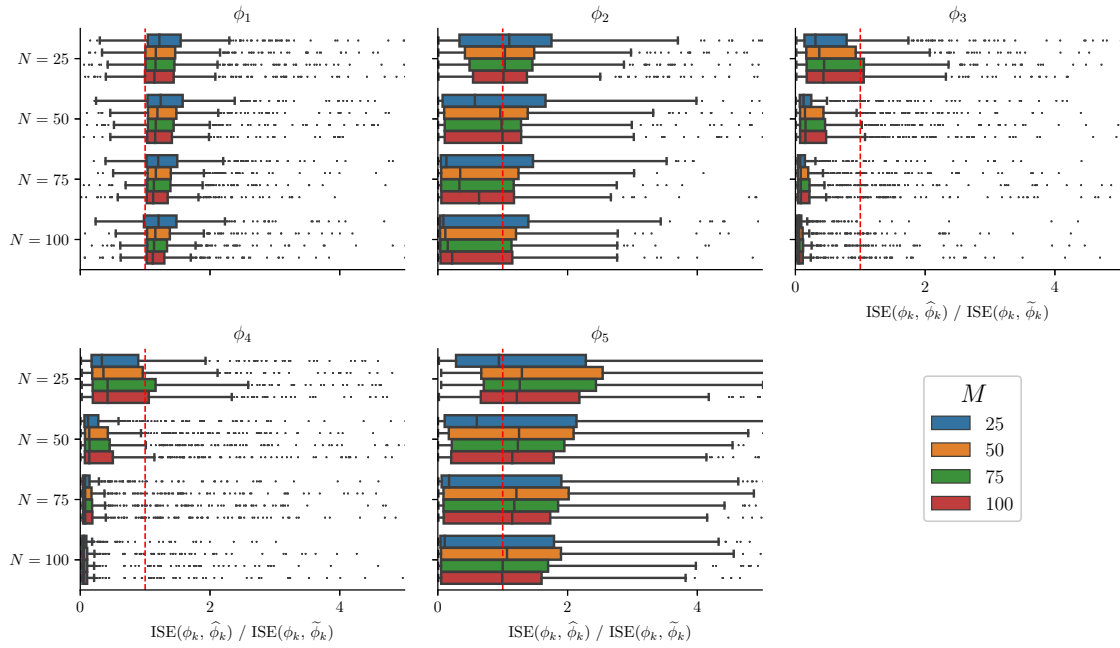 ϕ₁
ϕ₂
ϕ₃
N = 25
N = 50
N = 75
N = 100
0 2 4
ISE(ϕₖ, ϕ̂ₖ) / ISE(ϕₖ, ϕ̃ₖ)
ϕ₄
ϕ₅
N = 25
N = 50
N = 75
N = 100
0 2 4
0 2 4
ISE(ϕₖ, ϕ̂ₖ) / ISE(ϕₖ, ϕ̃ₖ)
ISE(ϕₖ, ϕ̂ₖ) / ISE(ϕₖ, ϕ̃ₖ)
M
25
50
75
100